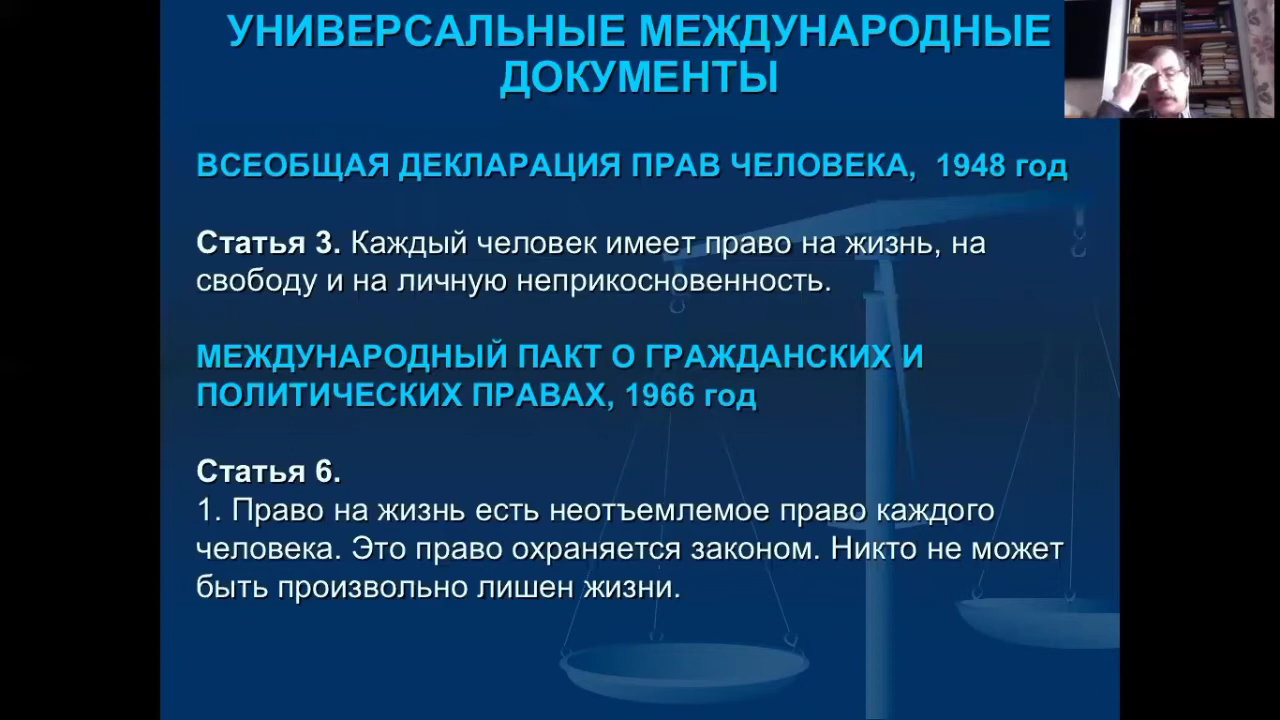 УНИВЕРСАЛЬНЫЕ МЕЖДУНАРОДНЫЕ
ДОКУМЕНТЫ
ВСЕОБЩАЯ ДЕКЛАРАЦИЯ ПРАВ ЧЕЛОВЕКА, 1948 год
Статья 3. Каждый человек имеет право на жизнь, на
свободу и на личную неприкосновенность.
МЕЖДУНАРОДНЫЙ ПАКТ О ГРАЖДАНСКИХ И
ПОЛИТИЧЕСКИХ ПРАВАХ, 1966 год
Статья 6.
1. Право на жизнь есть неотъемлемое право каждого
человека. Это право охраняется законом. Никто не может
быть произвольно лишен жизни.